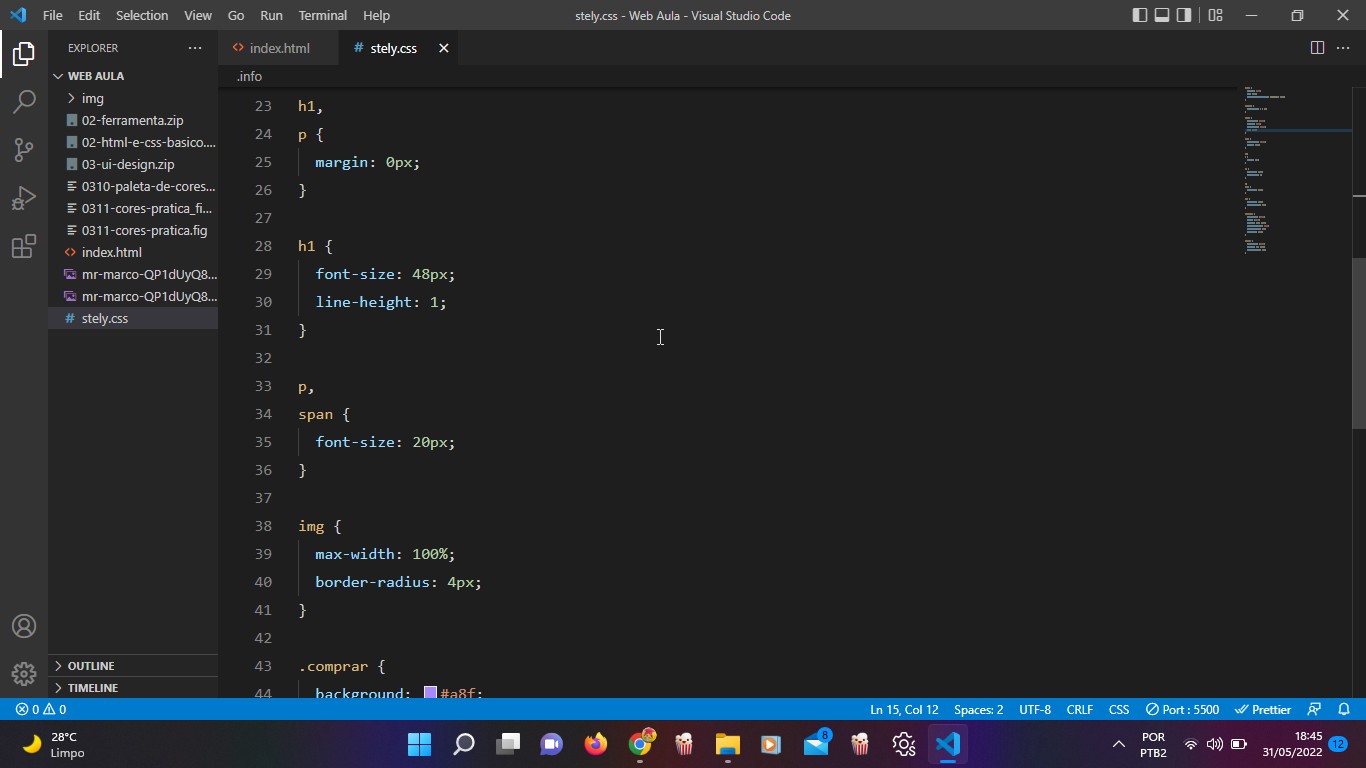 File Edit Selection View Go Run Terminal Help
stely.css - Web Aula - Visual Studio Code
EXPLORER
WEB AULA
img
02-ferramenta.zip
02-html-e-css-basico....
03-ui-design.zip
0310-paleta-de-cores...
0311-cores-pratica_fi...
0311-cores-pratica.fig
index.html
mr-marco-QP1dUyQ8...
mr-marco-QP1dUyQ8...
stely.css
OUTLINE
TIMELINE
index.html
stely.css
.info
23 h1,
24 p {
25 margin: 0px;
26 }
27
28 h1 {
29 font-size: 48px;
30 line-height: 1;
31 }
32
33 p,
34 span {
35 font-size: 20px;
36 }
37
38 img {
39 max-width: 100%;
40 border-radius: 4px;
41 }
42
43 .comprar {
44 background: #a8f;
0 0 Ln 15, Col 12 Spaces: 2 UTF-8 CRLF CSS Port : 5500 Prettier
28°C
Limpo
8
POR
PTB2
18:45
31/05/2022
12